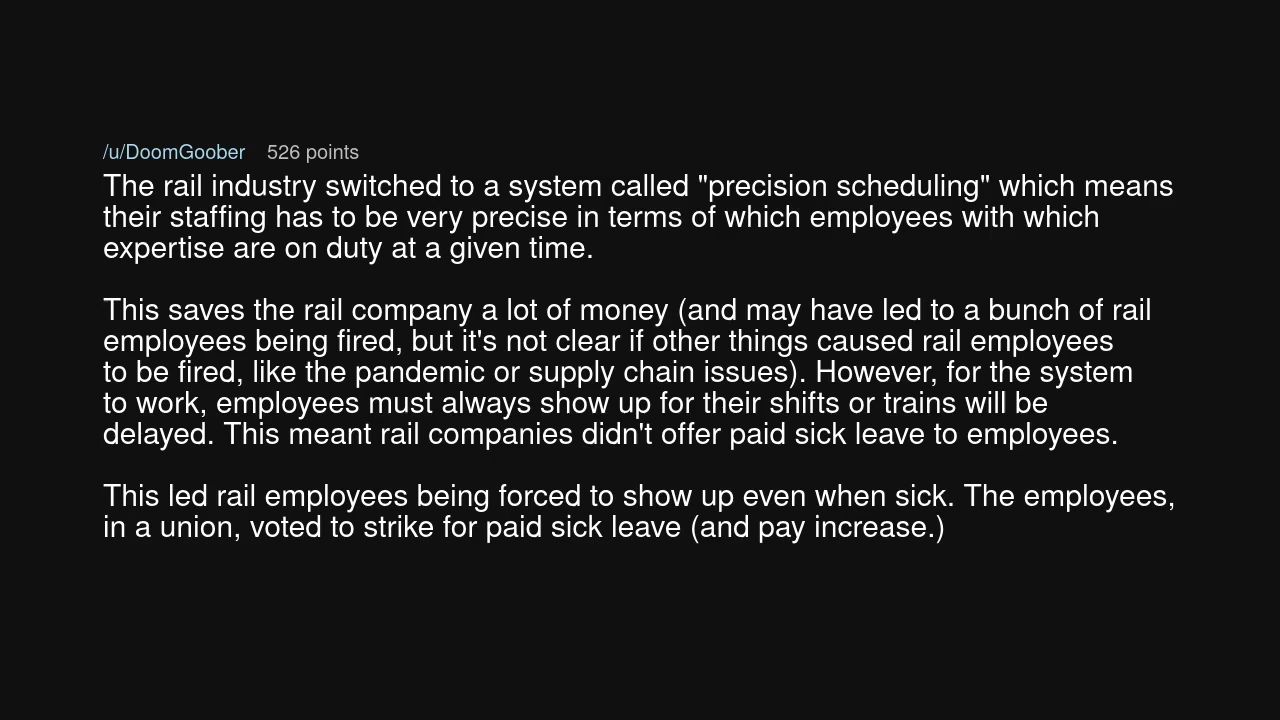 /u/DoomGoober 526 points
The rail industry switched to a system called "precision scheduling" which means
their staffing has to be very precise in terms of which employees with which
expertise are on duty at a given time.
This saves the rail company a lot of money (and may have led to a bunch of rail
employees being fired, but it's not clear if other things caused rail employees
to be fired, like the pandemic or supply chain issues). However, for the system
to work, employees must always show up for their shifts or trains will be
delayed. This meant rail companies didn't offer paid sick leave to employees.
This led rail employees being forced to show up even when sick. The employees,
in a union, voted to strike for paid sick leave (and pay increase.)